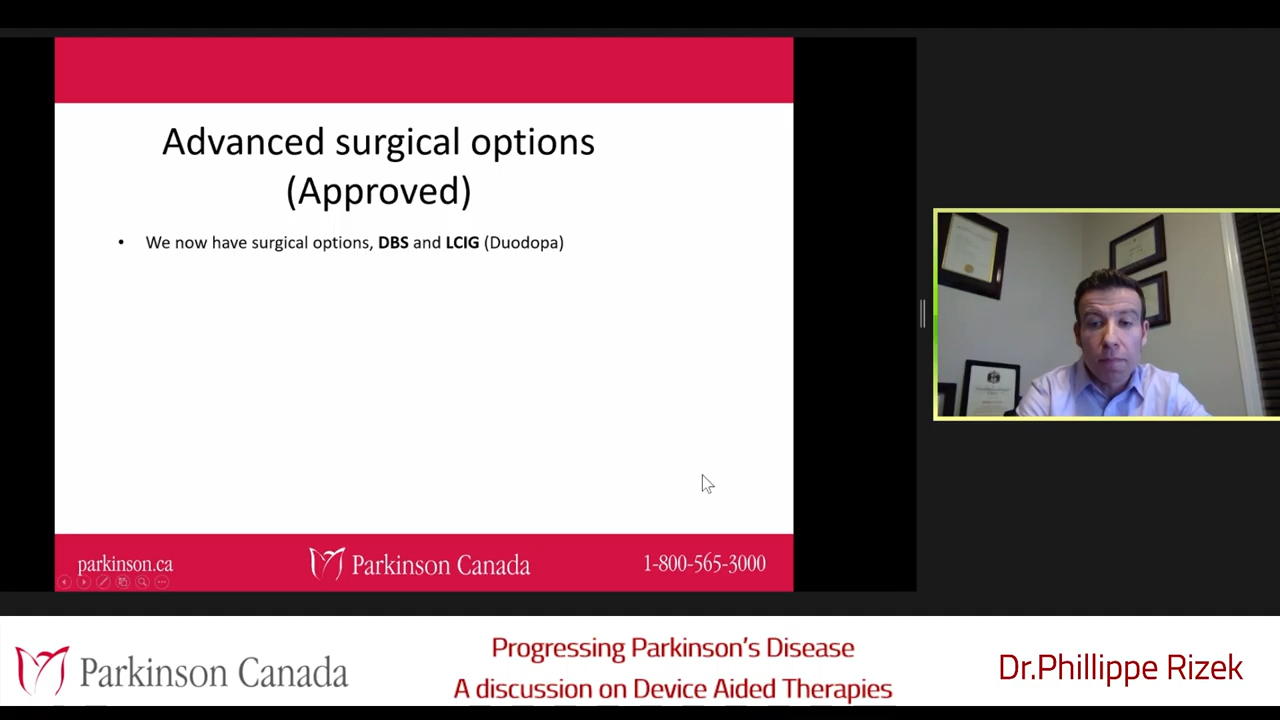 Advanced surgical options
(Approved)
• We now have surgical options, DBS and LCIG (Duodopa)
parkinson.ca
Parkinson Canada
1-800-565-3000
Parkinson Canada
Progressing Parkinson's Disease
A discussion on Device Aided Therapies
Dr.Phillippe Rizek